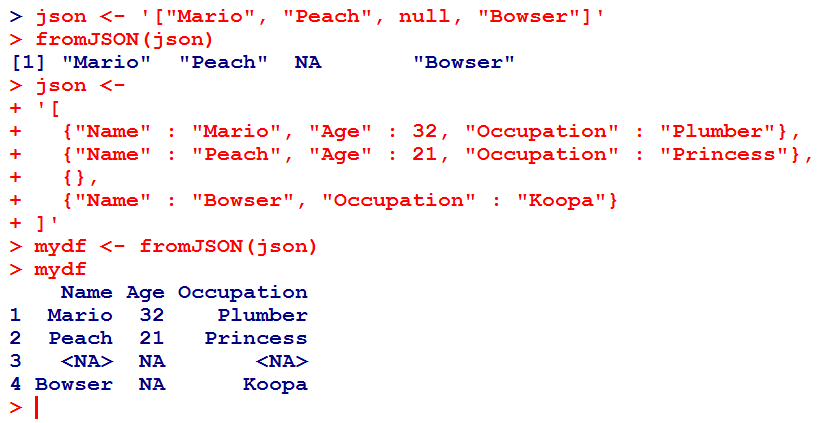 > json <- '["Mario", "Peach", null, "Bowser"]'
> fromJSON(json)
[1] "Mario"  "Peach"  NA       "Bowser"
> json <-
+ '[
+   {"Name" : "Mario", "Age" : 32, "Occupation" : "Plumber"},
+   {"Name" : "Peach", "Age" : 21, "Occupation" : "Princess"},
+   {},
+   {"Name" : "Bowser", "Occupation" : "Koopa"}
+ ]'
> mydf <- fromJSON(json)
> mydf
    Name Age Occupation
1  Mario  32    Plumber
2  Peach  21   Princess
3   <NA>  NA       <NA>
4 Bowser  NA      Koopa
>